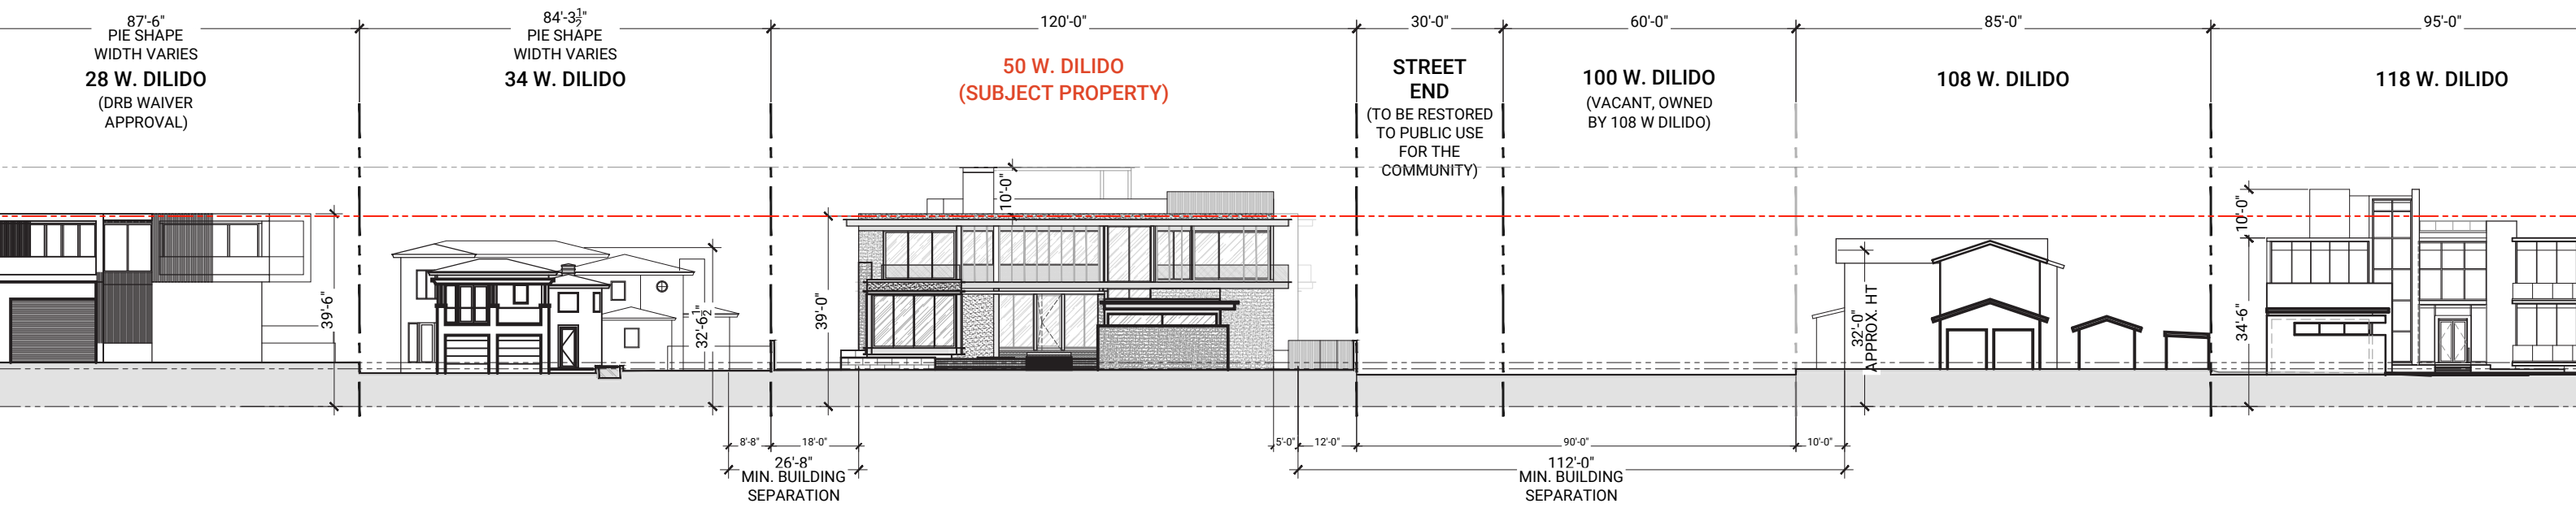 87'-6"
PIE SHAPE
WIDTH VARIES
28 W. DILIDO
(DRB WAIVER
APPROVAL)
84'-3 1/2"
PIE SHAPE
WIDTH VARIES
34 W. DILIDO
120'-0"
50 W. DILIDO
(SUBJECT PROPERTY)
30'-0"
STREET
END
(TO BE RESTORED
TO PUBLIC USE
FOR THE
COMMUNITY)
60'-0"
100 W. DILIDO
(VACANT, OWNED
BY 108 W DILIDO)
85'-0"
108 W. DILIDO
95'-0"
118 W. DILIDO
39'-6"
32'-6 1/2"
39'-0"
10'-0"
32'-0"
APPROX. HT
10'-0"
34'-6"
8'-8"
18'-0"
26'-8"
MIN. BUILDING
SEPARATION
5'-0"
12'-0"
90'-0"
10'-0"
112'-0"
MIN. BUILDING
SEPARATION